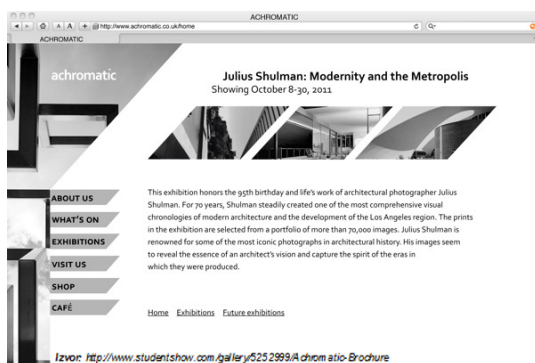 ACHROMATIC
http://www.achromatic.co.uk/home
ACHROMATIC
achromatic
Julius Shulman: Modernity and the Metropolis
Showing October 8-30, 2011
ABOUT US
WHAT'S ON
EXHIBITIONS
VISIT US
SHOP
CAFÉ
This exhibition honors the 95th birthday and life's work of architectural photographer Julius
Shulman. For 70 years, Shulman steadily created one of the most comprehensive visual
chronologies of modern architecture and the development of the Los Angeles region. The prints
in the exhibition are selected from a portfolio of more than 70,000 images. Julius Shulman is
renowned for some of the most iconic photographs in architectural history. His images seem
to reveal the essence of an architect's vision and capture the spirit of the eras in
which they were produced.
Home Exhibitions Future exhibitions
Izvor: http://www.studentshow.com/gallery/5252999/Achromatic-Brochure